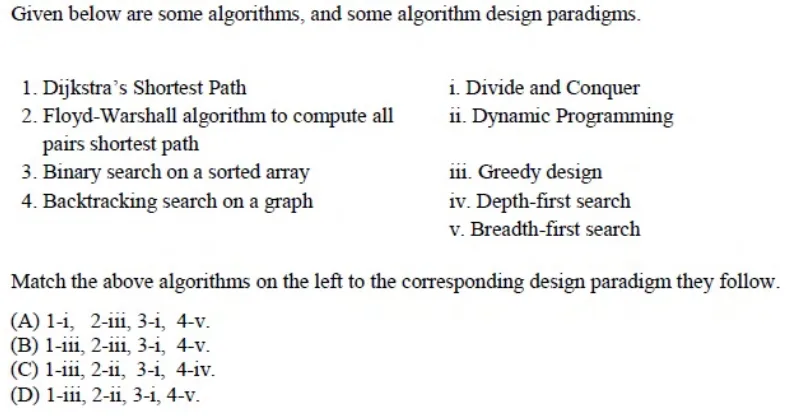 Given below are some algorithms, and some algorithm design paradigms.
1. Dijkstra's Shortest Path
i. Divide and Conquer
2. Floyd-Warshall algorithm to compute all
ii. Dynamic Programming
pairs shortest path
3. Binary search on a sorted array
iii. Greedy design
4. Backtracking search on a graph
iv. Depth-first search
v. Breadth-first search
Match the above algorithms on the left to the corresponding design paradigm they follow.
(A) 1-i, 2-iii, 3-i, 4-v.
(B) 1-iii, 2-iii, 3-i, 4-v.
(C) 1-iii, 2-ii, 3-i, 4-iv.
(D) 1-iii, 2-ii, 3-i, 4-v.